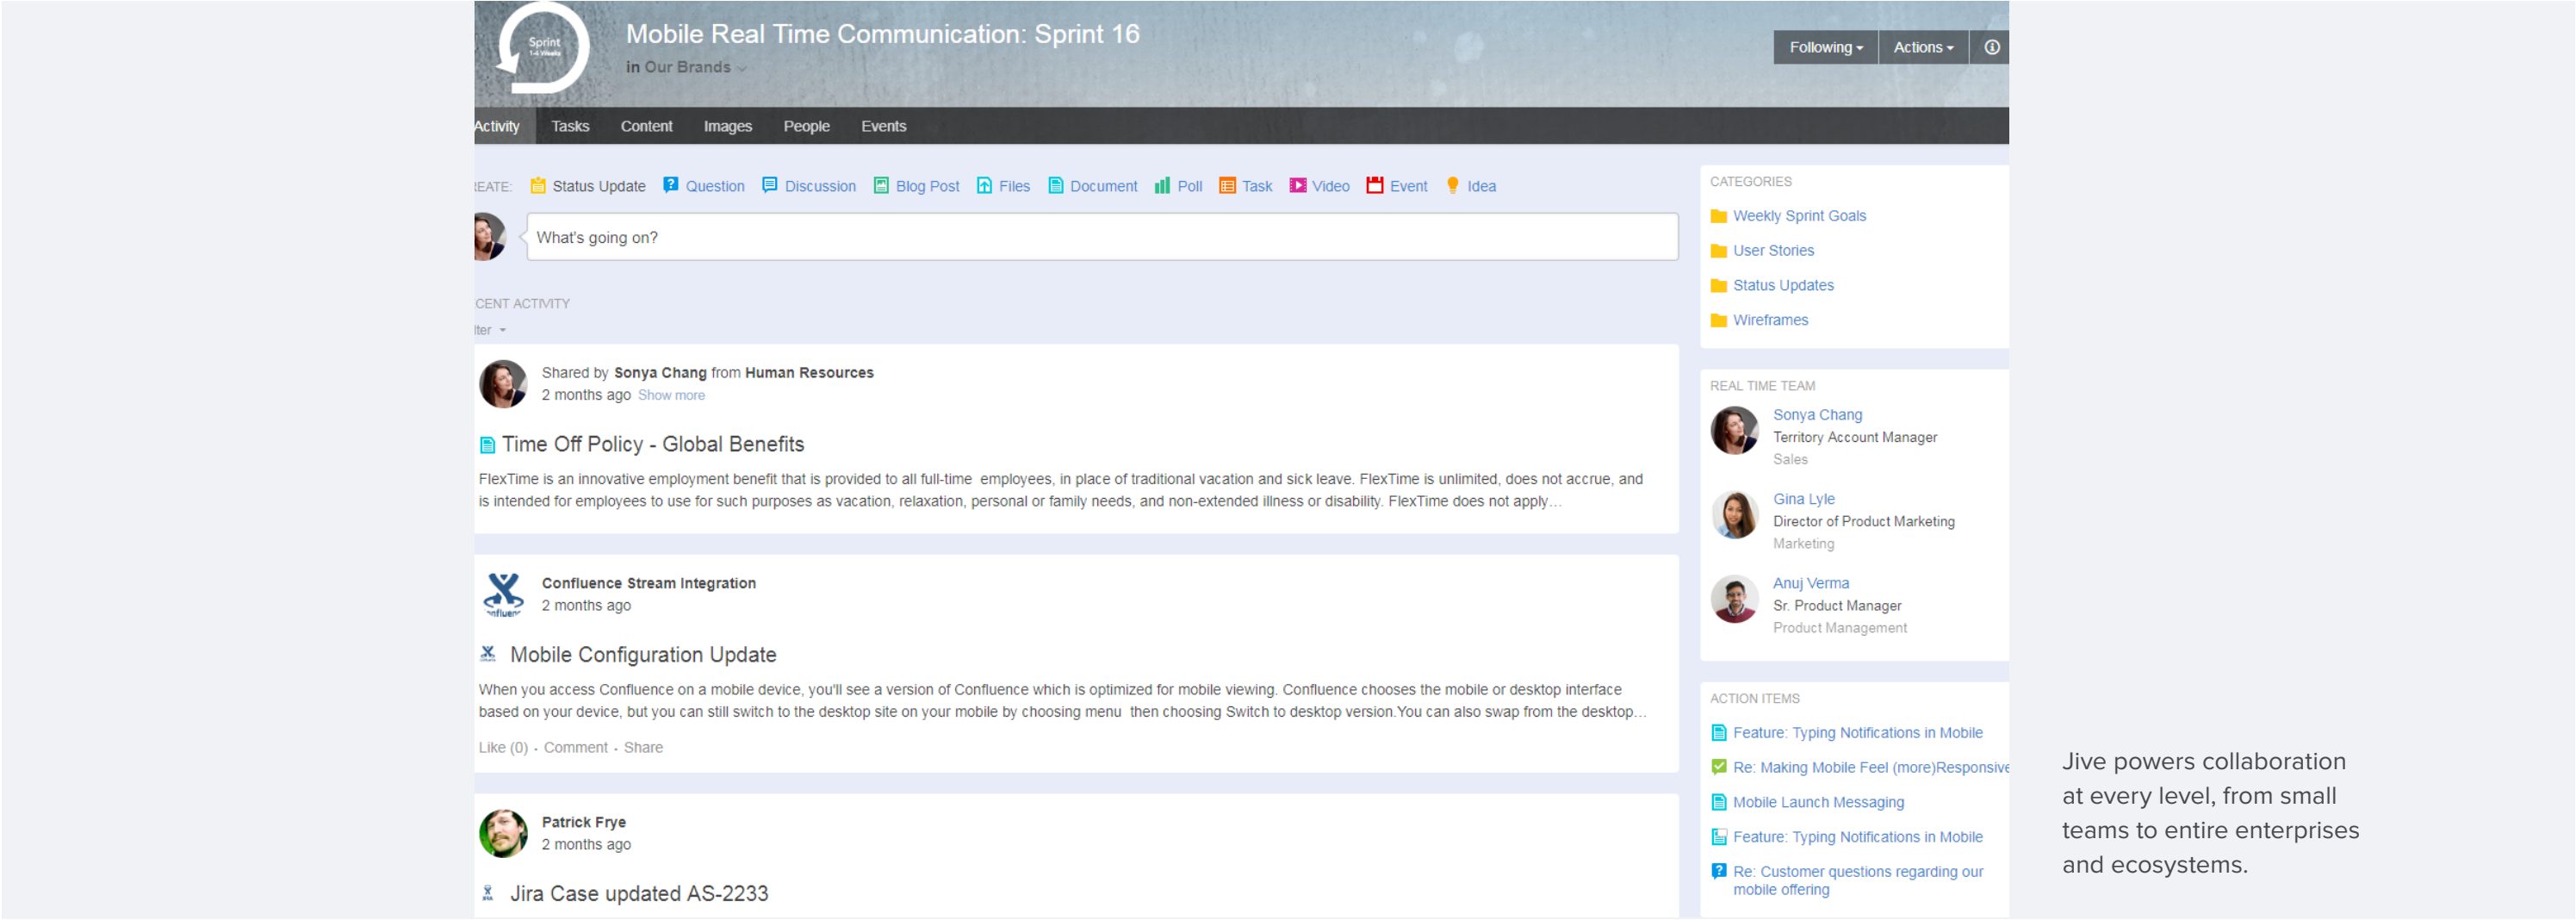 Sprint
1-4 Weeks
Mobile Real Time Communication: Sprint 16
in Our Brands
Following
Actions
Activity Tasks Content Images People Events
EATE: Status Update Question Discussion Blog Post Files Document Poll Task Video Event Idea
What's going on?
CENT ACTIVITY
lter
Shared by Sonya Chang from Human Resources
2 months ago Show more
Time Off Policy - Global Benefits
FlexTime is an innovative employment benefit that is provided to all full-time employees, in place of traditional vacation and sick leave. FlexTime is unlimited, does not accrue, and
is intended for employees to use for such purposes as vacation, relaxation, personal or family needs, and non-extended illness or disability. FlexTime does not apply…
Confluence Stream Integration
2 months ago
nfluen
Mobile Configuration Update
When you access Confluence on a mobile device, you'll see a version of Confluence which is optimized for mobile viewing. Confluence chooses the mobile or desktop interface
based on your device, but you can still switch to the desktop site on your mobile by choosing menu then choosing Switch to desktop version.You can also swap from the desktop…
Like (0) · Comment · Share
Patrick Frye
2 months ago
Jira Case updated AS-2233
CATEGORIES
Weekly Sprint Goals
User Stories
Status Updates
Wireframes
REAL TIME TEAM
Sonya Chang
Territory Account Manager
Sales
Gina Lyle
Director of Product Marketing
Marketing
Anuj Verma
Sr. Product Manager
Product Management
ACTION ITEMS
Feature: Typing Notifications in Mobile
Re: Making Mobile Feel (more)Responsive
Mobile Launch Messaging
Feature: Typing Notifications in Mobile
Re: Customer questions regarding our
mobile offering
Jive powers collaboration
at every level, from small
teams to entire enterprises
and ecosystems.